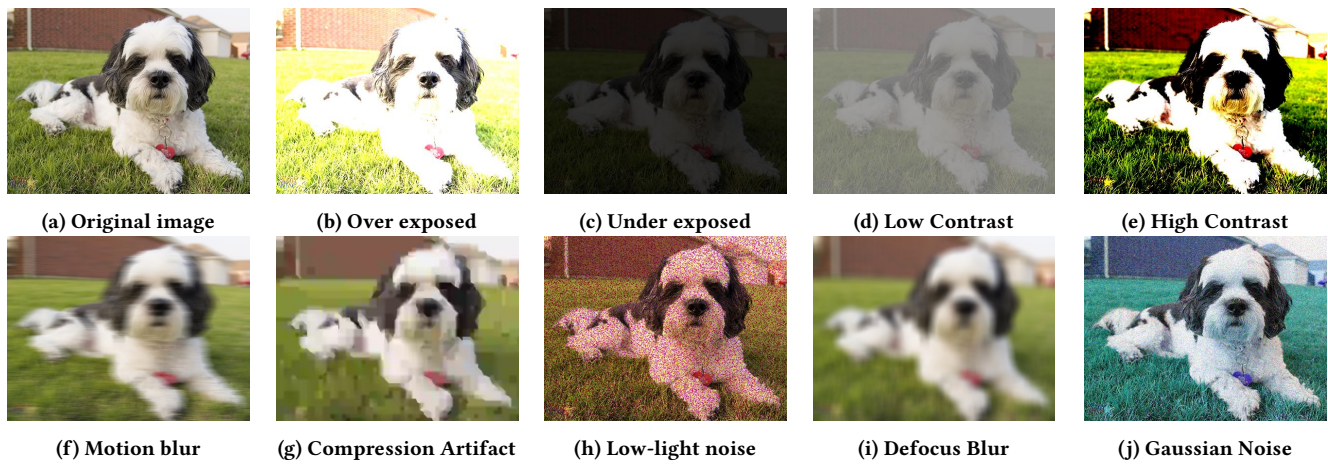 (a) Original image
(b) Over exposed
(c) Under exposed
(d) Low Contrast
(e) High Contrast
(f) Motion blur
(g) Compression Artifact
(h) Low-light noise
(i) Defocus Blur
(j) Gaussian Noise